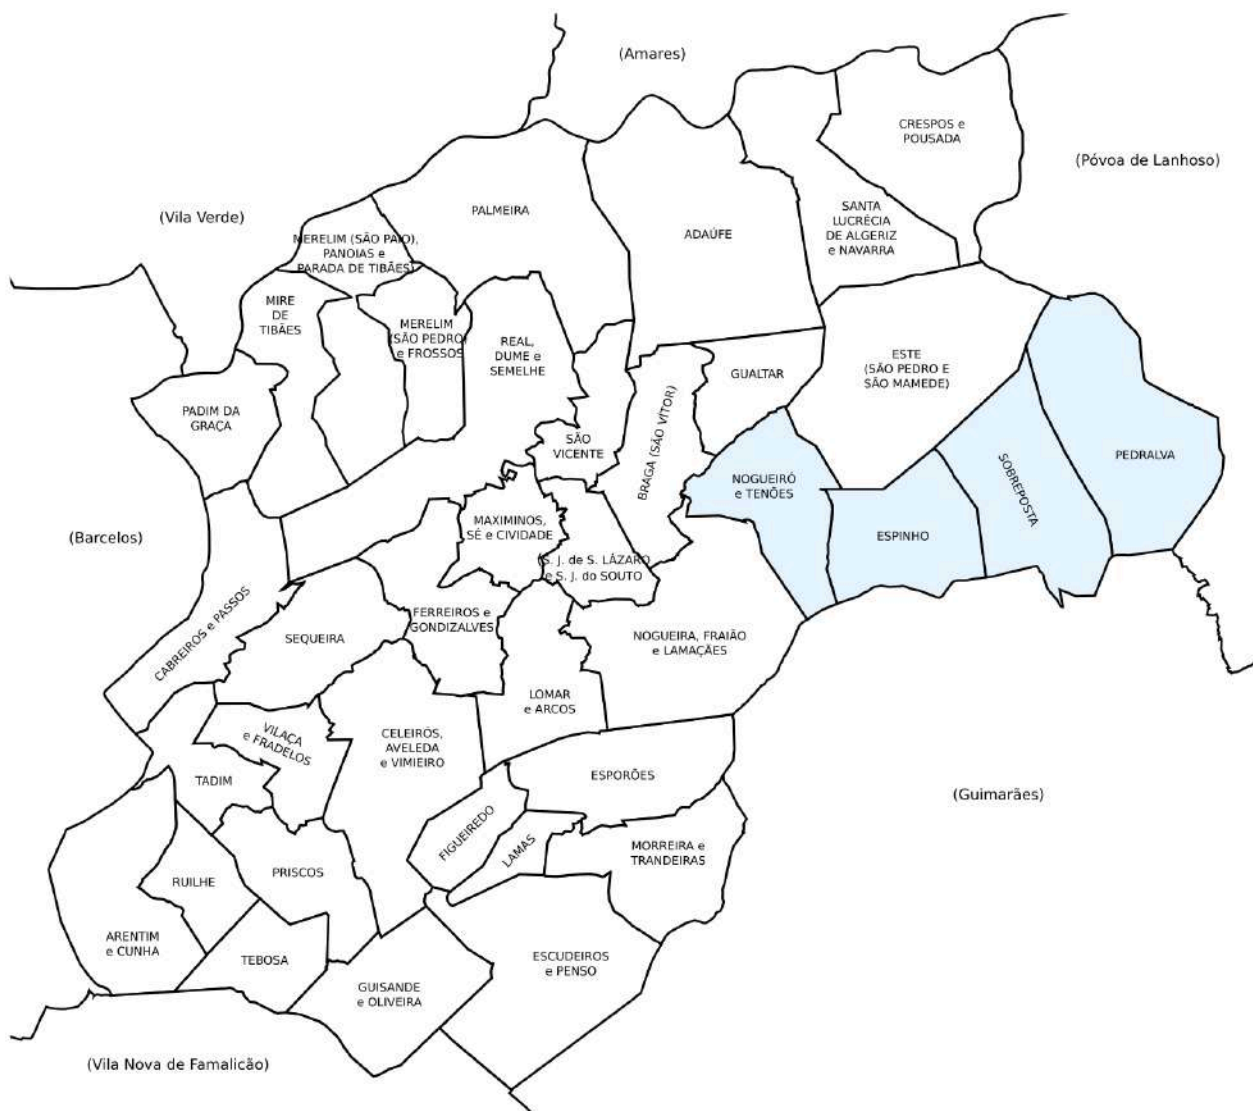 (Amares)
CRESPOS e
POUSADA
(Póvoa de Lanhoso)
(Vila Verde)
PALMEIRA
SANTA
LUCRÉCIA
DE ALGERIZ
e NAVARRA
ADAÚFE
MERELIM (SÃO PAIO),
PANOIAS e
PARADA DE TIBÃES)
MIRE
DE
TIBÃES
MERELIM
(SÃO PEDRO)
e FROSSOS
REAL,
DUME e
SEMELHE
GUALTAR
ESTE
(SÃO PEDRO E
SÃO MAMEDE)
PADIM DA
GRAÇA
SÃO
VICENTE
BRAGA (SÃO VÍTOR)
NOGUEIRÓ
e TENÕES
SOBREPOSTA
PEDRALVA
(Barcelos)
MAXIMINOS,
SÉ e CIVIDADE
ESPINHO
(S. J. de S. LÁZARO
e S. J. do SOUTO
CABREIROS e PASSOS
SEQUEIRA
FERREIROS e
GONDIZALVES
NOGUEIRA, FRAIÃO
e LAMAÇÃES
LOMAR
e ARCOS
VILAÇA
e FRADELOS
CELEIRÓS,
AVELEDA
e VIMIEIRO
TADIM
ESPORÕES
(Guimarães)
FIGUEIREDO
LAMAS
MORREIRA e
TRANDEIRAS
RUILHE
PRISCOS
ARENTIM
e CUNHA
TEBOSA
ESCUDEIROS
e PENSO
GUISANDE
e OLIVEIRA
(Vila Nova de Famalicão)